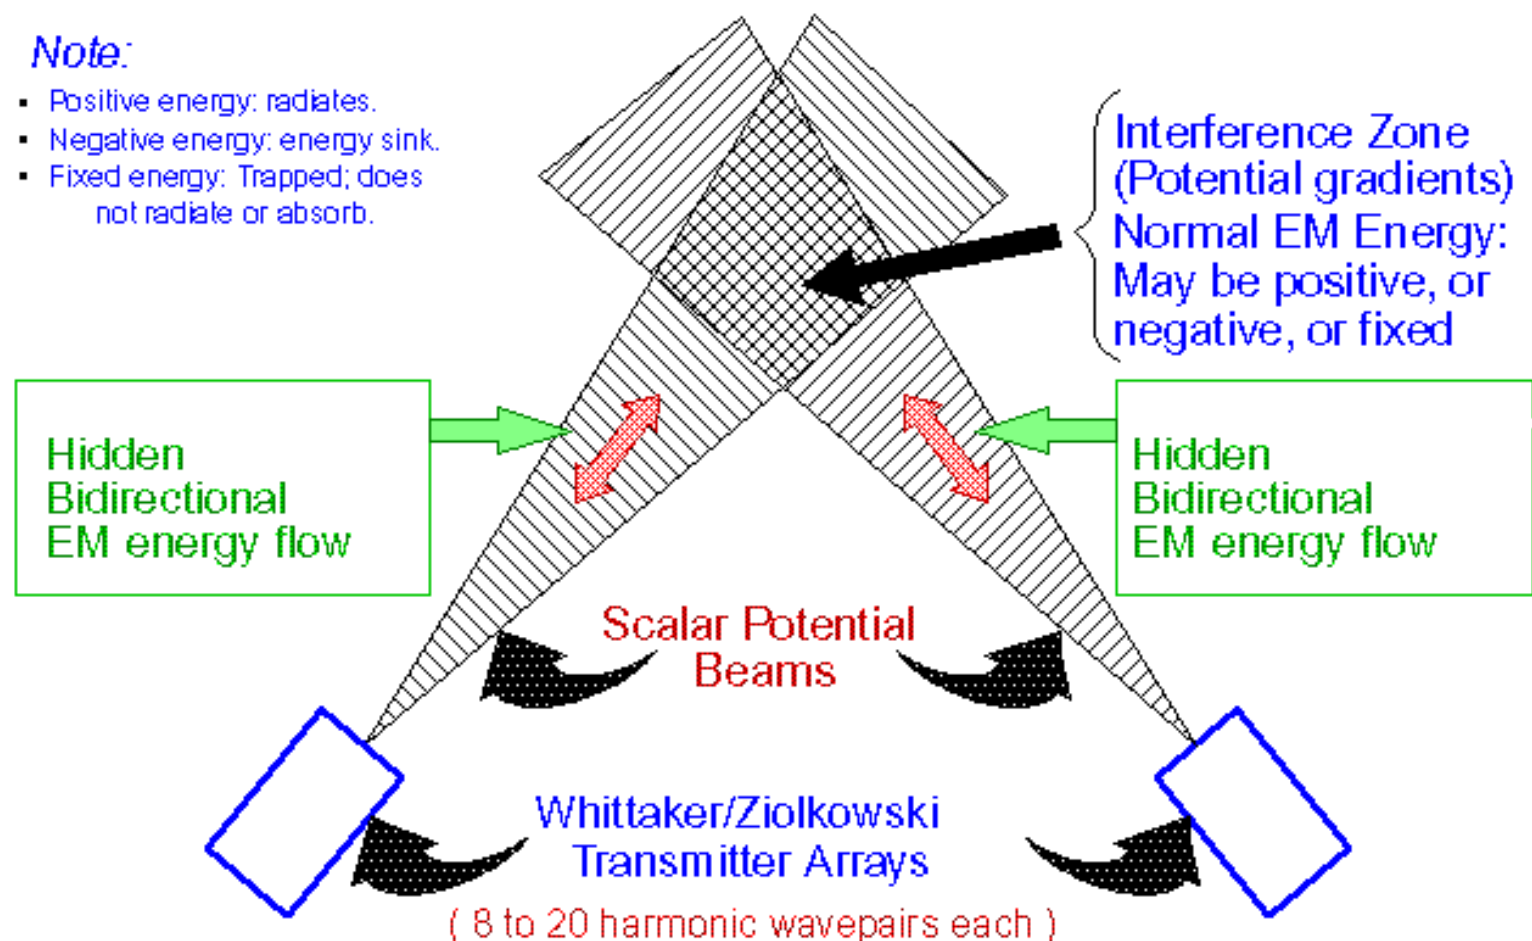 Note:
▪ Positive energy: radiates.
▪ Negative energy: energy sink.
▪ Fixed energy: Trapped; does
not radiate or absorb.
Interference Zone
(Potential gradients)
Normal EM Energy:
May be positive, or
negative, or fixed
Hidden
Bidirectional
EM energy flow
Hidden
Bidirectional
EM energy flow
Scalar Potential
Beams
Whittaker/Ziolkowski
Transmitter Arrays
( 8 to 20 harmonic wavepairs each )